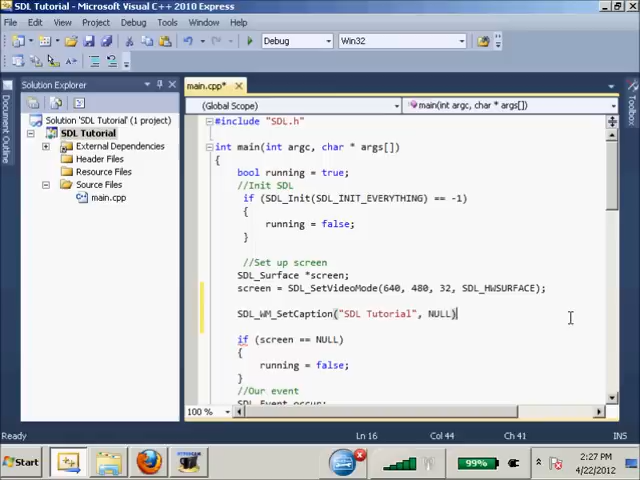 SDL Tutorial - Microsoft Visual C++ 2010 Express
File Edit View Project Debug Tools Window Help
Debug Win32
Solution Explorer
main.cpp*
Document Outline
Toolbox
(Global Scope) main(int argc, char * args[])
Solution 'SDL Tutorial' (1 project)
SDL Tutorial
External Dependencies
Header Files
Resource Files
Source Files
main.cpp
#include "SDL.h"
int main(int argc, char * args[])
{
bool running = true;
//Init SDL
if (SDL_Init(SDL_INIT_EVERYTHING) == -1)
{
running = false;
}
//Set up screen
SDL_Surface *screen;
screen = SDL_SetVideoMode(640, 480, 32, SDL_HWSURFACE);
SDL_WM_SetCaption("SDL Tutorial", NULL)
if (screen == NULL)
{
running = false;
}
//Our event
SDL_Event occur;
100 %
Ready Ln 16 Col 44 Ch 41 INS
Start
99%
2:27 PM
4/22/2012